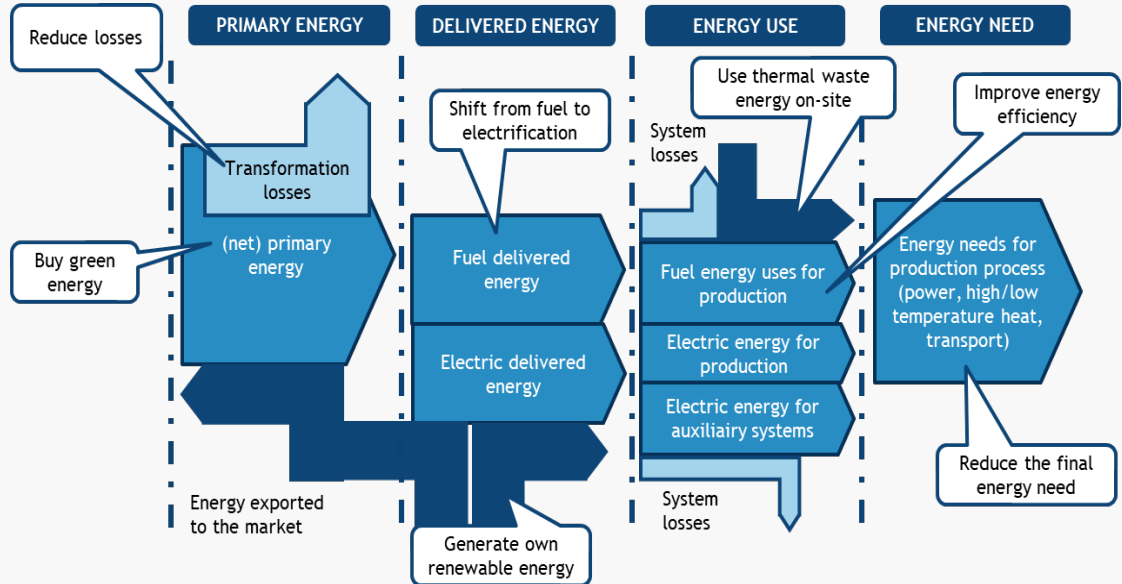 PRIMARY ENERGY
DELIVERED ENERGY
ENERGY USE
ENERGY NEED
Reduce losses
Transformation
losses
(net) primary
energy
Buy green
energy
Energy exported
to the market
Shift from fuel to
electrification
Fuel delivered
energy
Electric delivered
energy
Generate own
renewable energy
Use thermal waste
energy on-site
System
losses
Fuel energy uses for
production
Electric energy for
production
Electric energy for
auxiliairy systems
System
losses
Improve energy
efficiency
Energy needs for
production process
(power, high/low
temperature heat,
transport)
Reduce the final
energy need